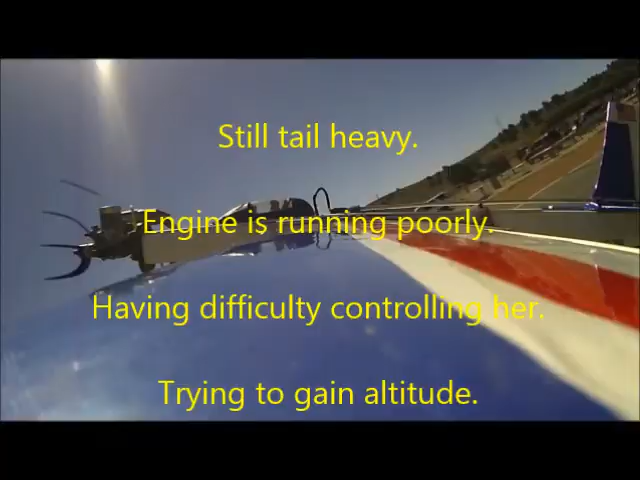 Still tail heavy.
Engine is running poorly.
Having difficulty controlling her.
Trying to gain altitude.